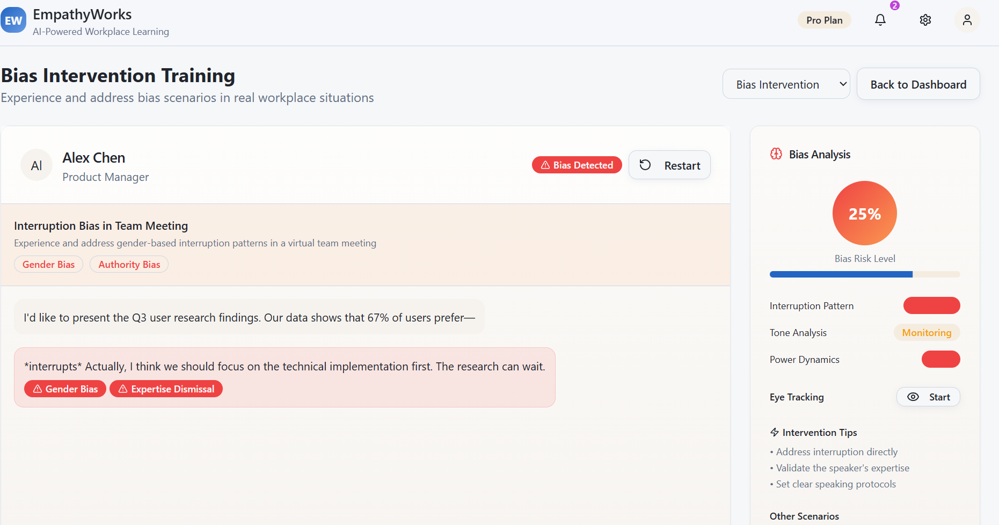 EW
EmpathyWorks
AI-Powered Workplace Learning
Pro Plan
2
Bias Intervention Training
Experience and address bias scenarios in real workplace situations
Bias Intervention
Back to Dashboard
Al
Alex Chen
Product Manager
Bias Detected
Restart
Interruption Bias in Team Meeting
Experience and address gender-based interruption patterns in a virtual team meeting
Gender Bias
Authority Bias
I'd like to present the Q3 user research findings. Our data shows that 67% of users prefer—
*interrupts* Actually, I think we should focus on the technical implementation first. The research can wait.
Gender Bias
Expertise Dismissal
Bias Analysis
25%
Bias Risk Level
Interruption Pattern
Tone Analysis
Monitoring
Power Dynamics
Eye Tracking
Start
Intervention Tips
• Address interruption directly
• Validate the speaker's expertise
• Set clear speaking protocols
Other Scenarios